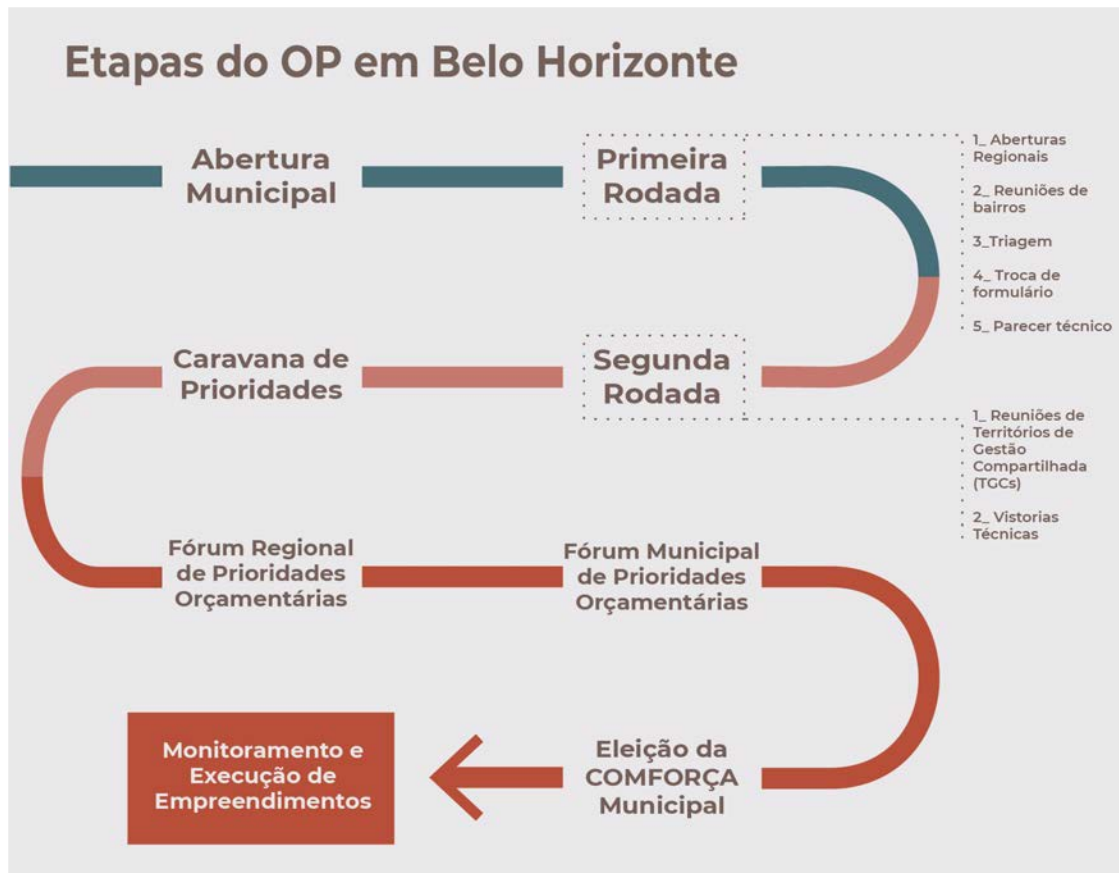 Etapas do OP em Belo Horizonte
Abertura
Municipal
Primeira
Rodada
1_ Aberturas
Regionais
2_ Reuniões de
bairros
3_Triagem
4_ Troca de
formulário
5_ Parecer técnico
Caravana de
Prioridades
Segunda
Rodada
1_ Reuniões de
Territórios de
Gestão
Compartilhada
(TGCs)
2_ Vistorias
Técnicas
Fórum Regional
de Prioridades
Orçamentárias
Fórum Municipal
de Prioridades
Orçamentárias
Monitoramento e
Execução de
Empreendimentos
Eleição da
COMFORÇA
Municipal